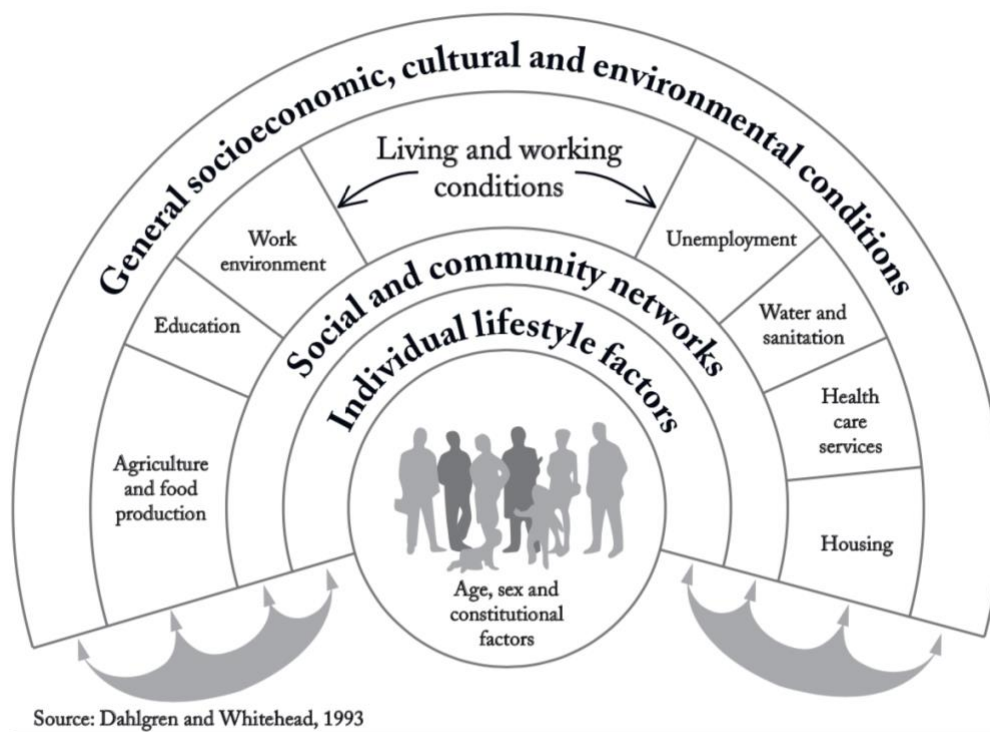 General socioeconomic, cultural and environmental conditions
Living and working
conditions
Work
environment
Unemployment
Education
Water and
sanitation
Agriculture
and food
production
Health
care
services
Housing
Social and community networks
Individual lifestyle factors
Age, sex and
constitutional
factors
Source: Dahlgren and Whitehead, 1993